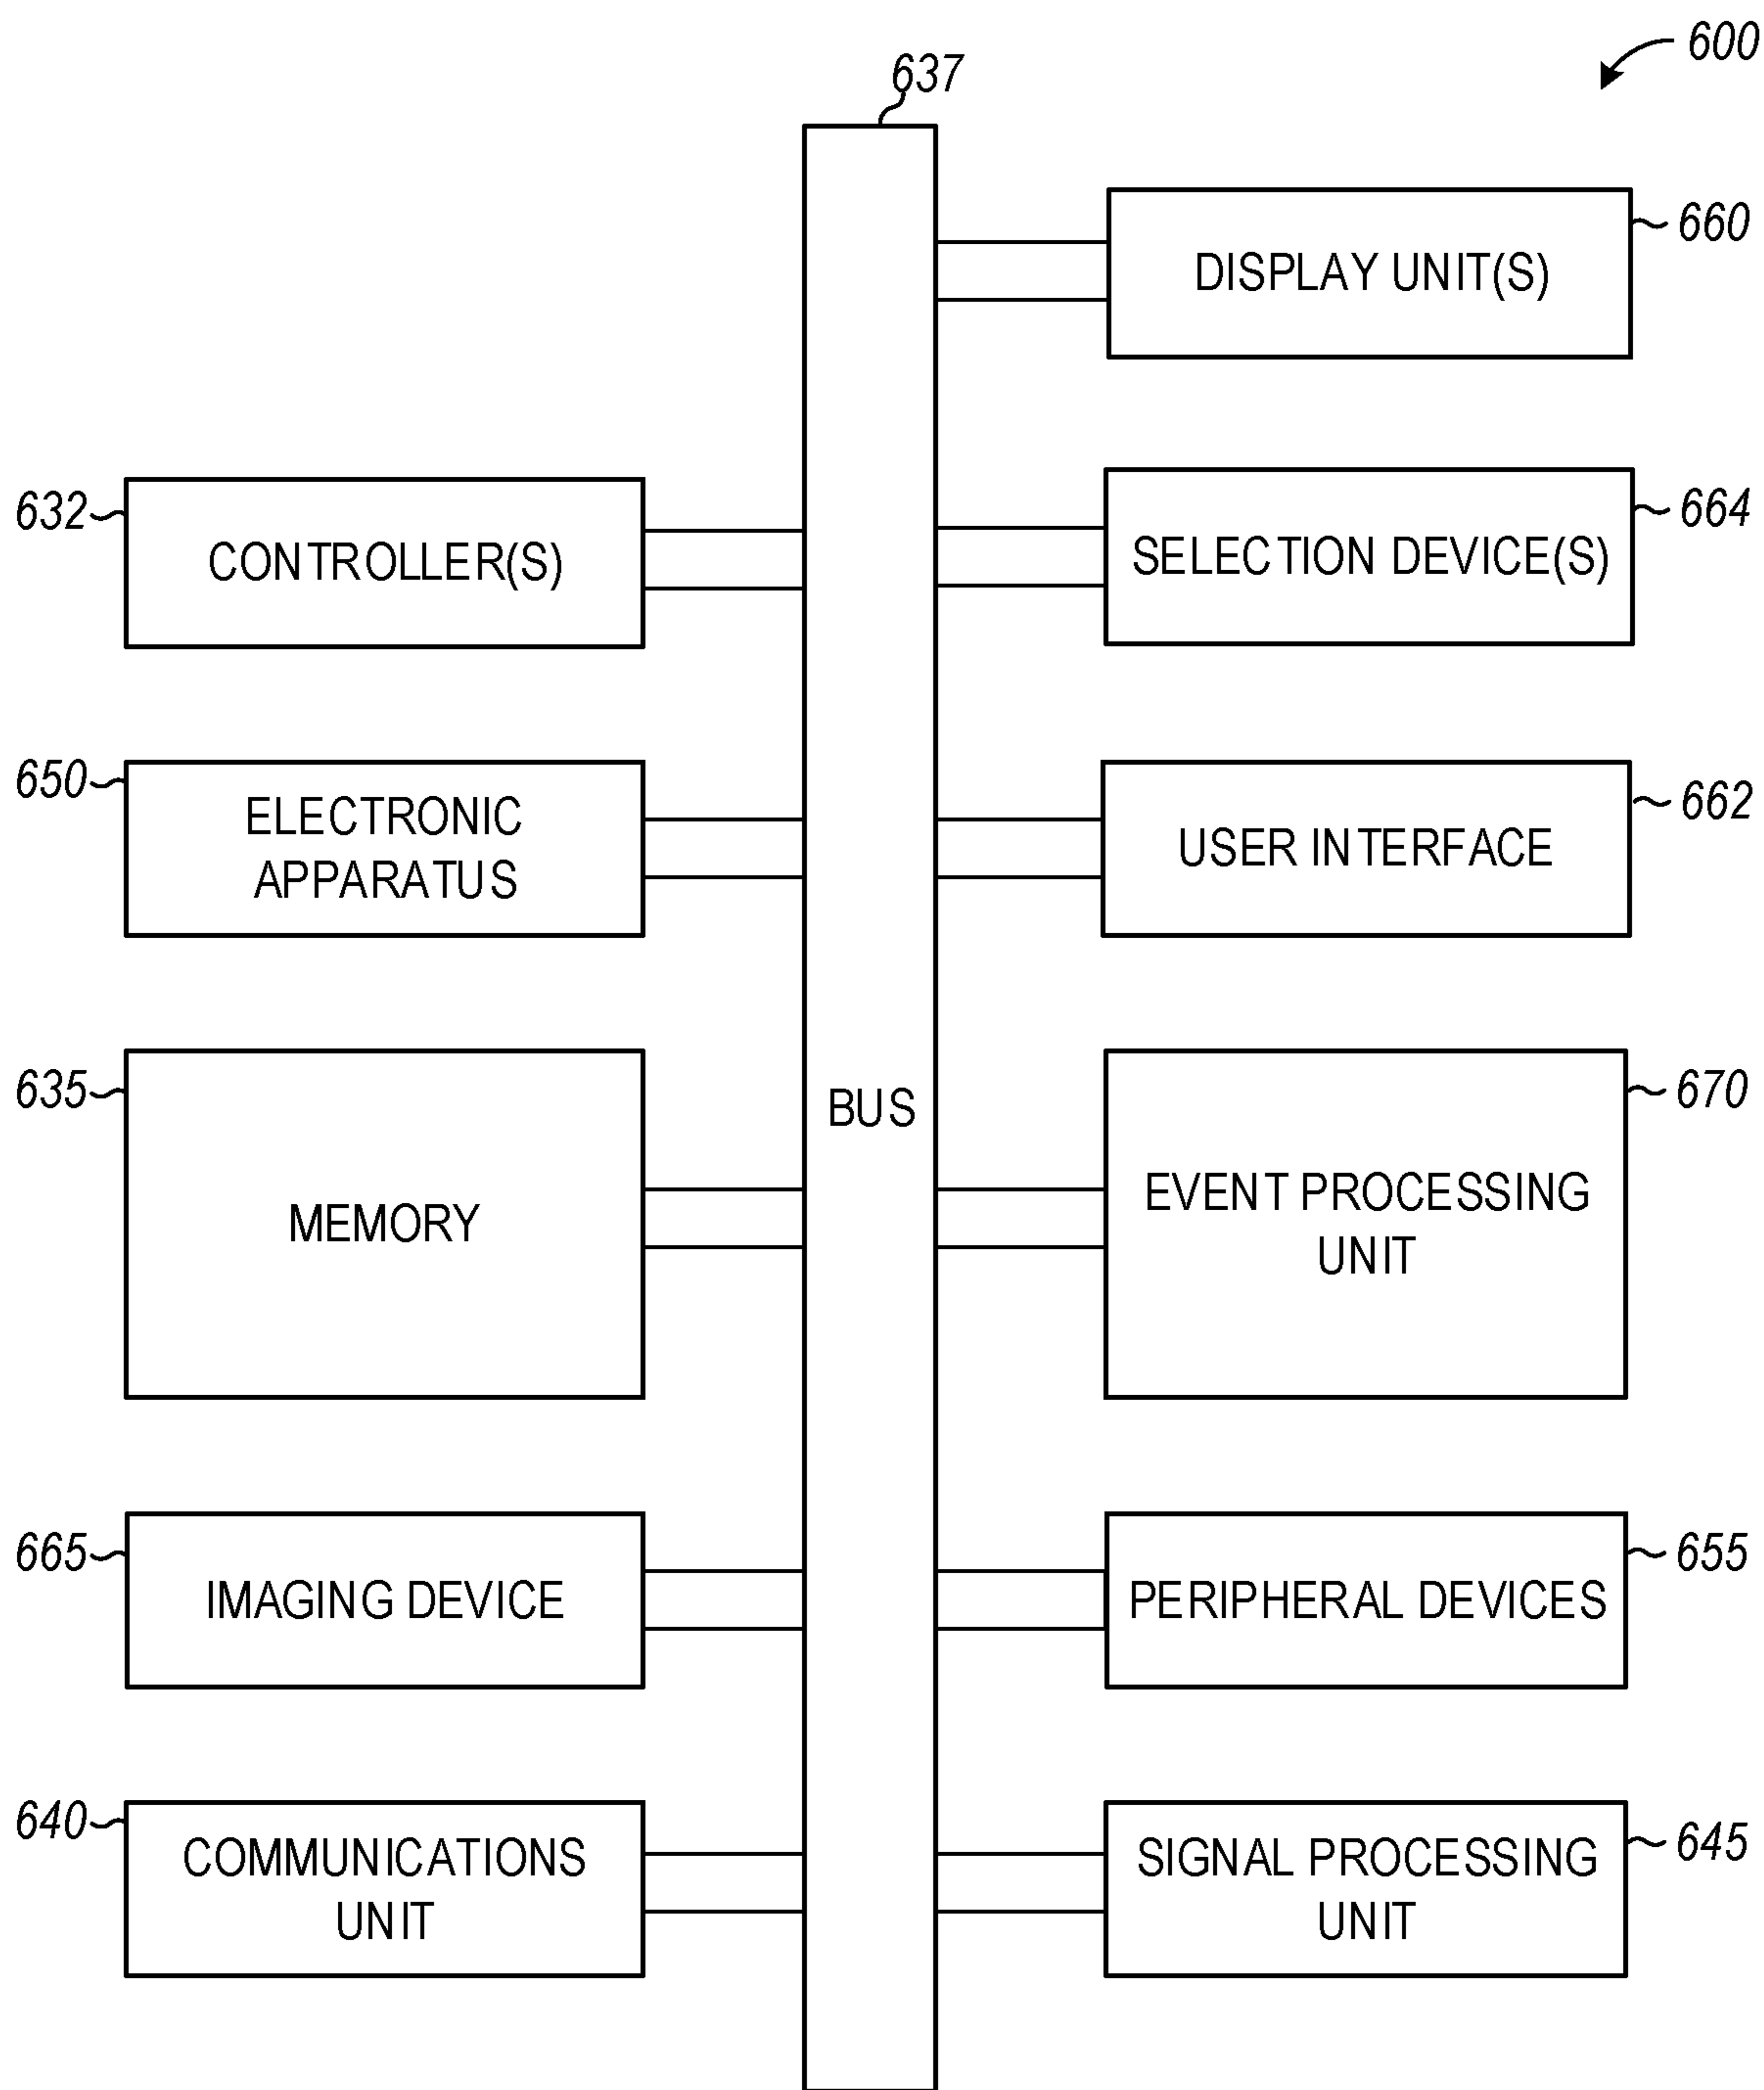 600
637
660
DISPLAY UNIT(S)
632
CONTROLLER(S)
664
SELECTION DEVICE(S)
650
ELECTRONIC
APPARATUS
662
USER INTERFACE
635
MEMORY
BUS
670
EVENT PROCESSING
UNIT
665
IMAGING DEVICE
655
PERIPHERAL DEVICES
640
COMMUNICATIONS
UNIT
645
SIGNAL PROCESSING
UNIT